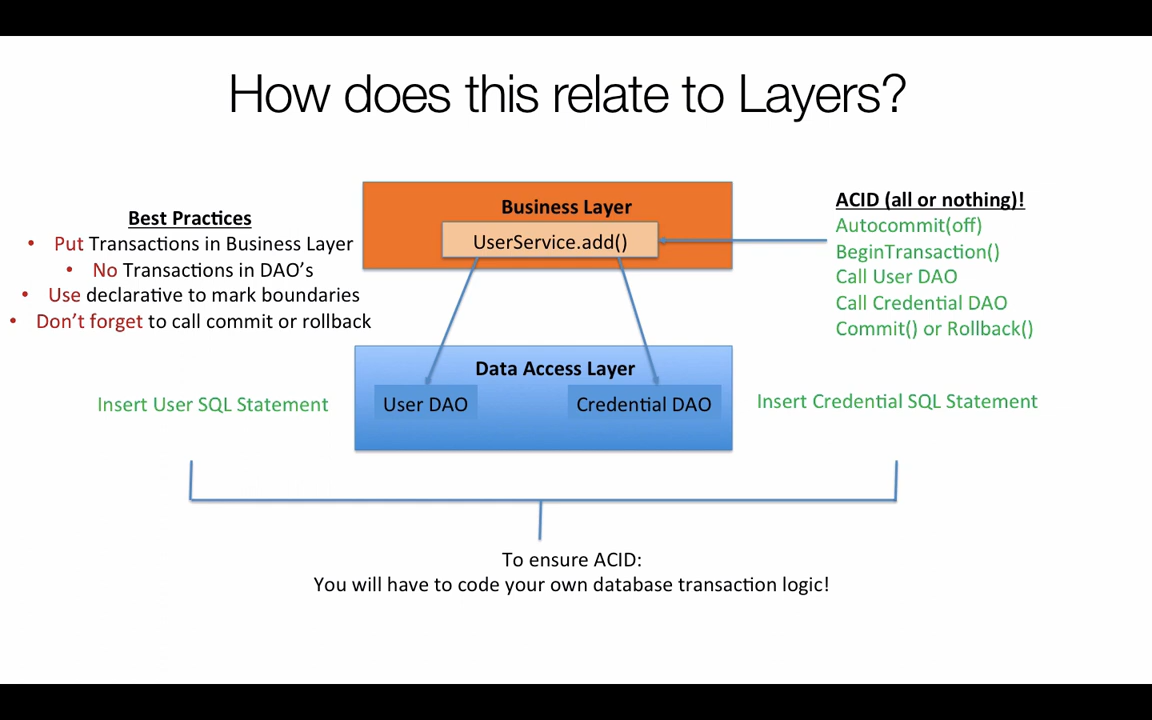 How does this relate to Layers?
Best Practices
• Put Transactions in Business Layer
• No Transactions in DAO's
• Use declarative to mark boundaries
• Don't forget to call commit or rollback
Business Layer
UserService.add()
ACID (all or nothing)!
Autocommit(off)
BeginTransaction()
Call User DAO
Call Credential DAO
Commit() or Rollback()
Insert User SQL Statement
Data Access Layer
User DAO
Credential DAO
Insert Credential SQL Statement
To ensure ACID:
You will have to code your own database transaction logic!